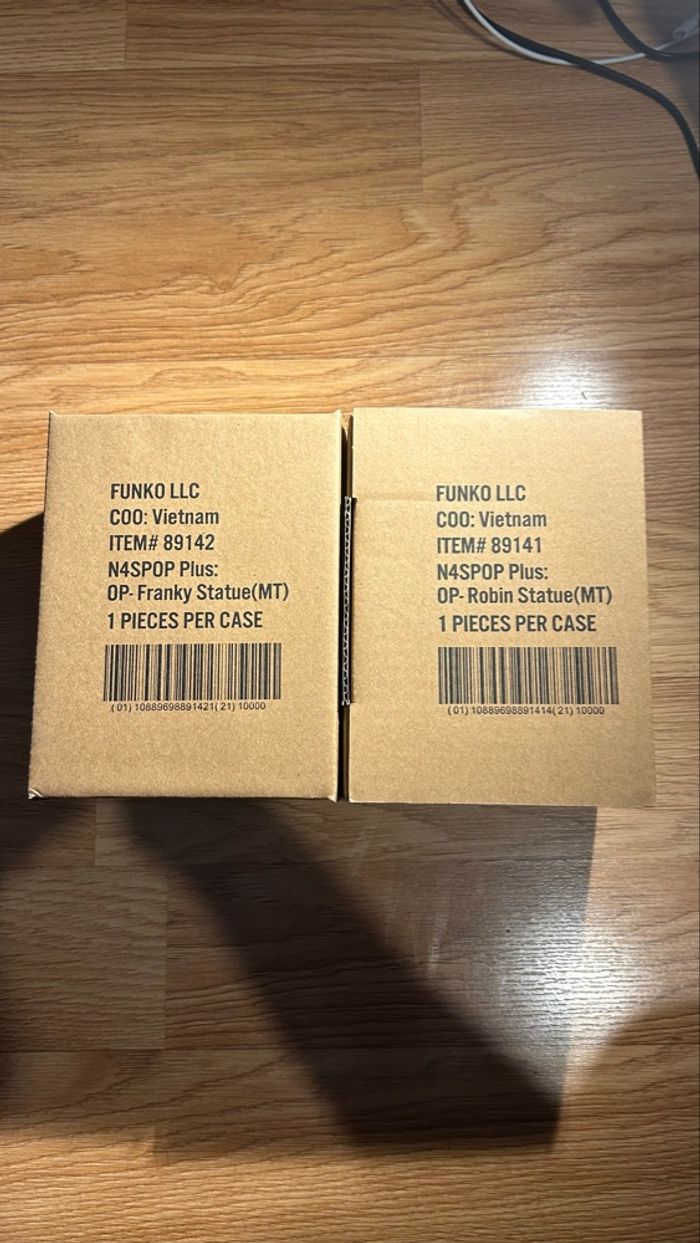 FUNKO LLC
COO: Vietnam
ITEM# 89142
N4SPOP Plus:
OP- Franky Statue(MT)
1 PIECES PER CASE
(01) 10889698891421(21) 10000
FUNKO LLC
COO: Vietnam
ITEM# 89141
N4SPOP Plus:
OP- Robin Statue(MT)
1 PIECES PER CASE
(01) 10889698891414(21) 10000